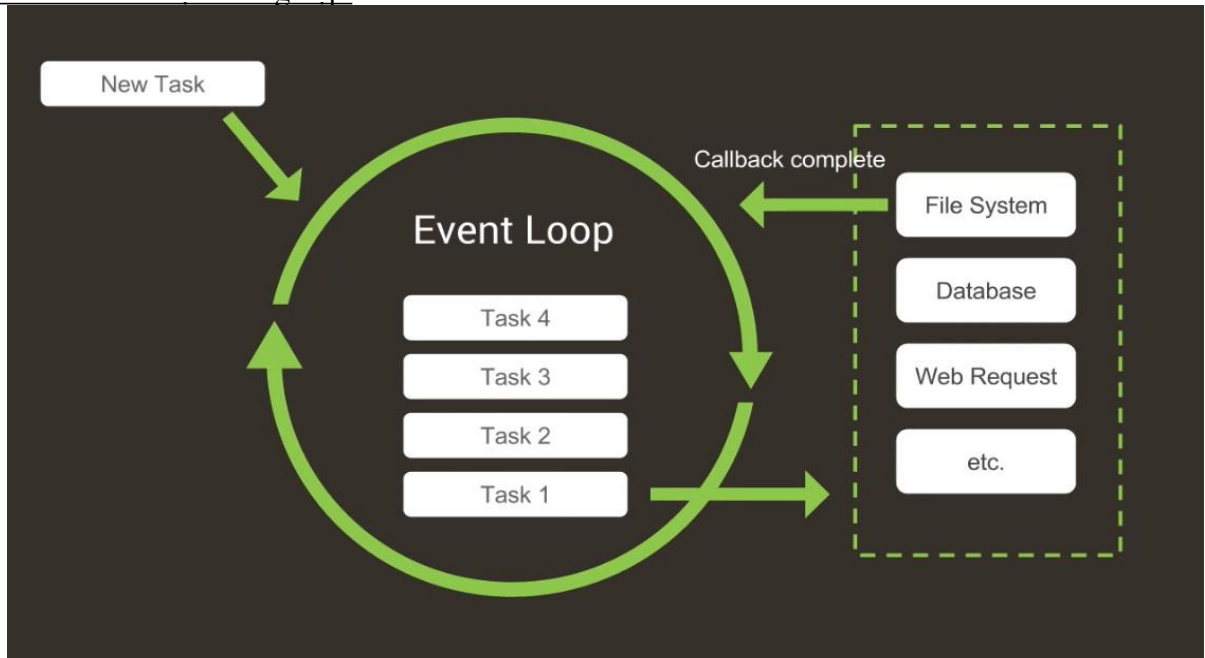 New Task
Callback complete
File System
Event Loop
Database
Task 4
Task 3
Web Request
Task 2
etc.
Task 1